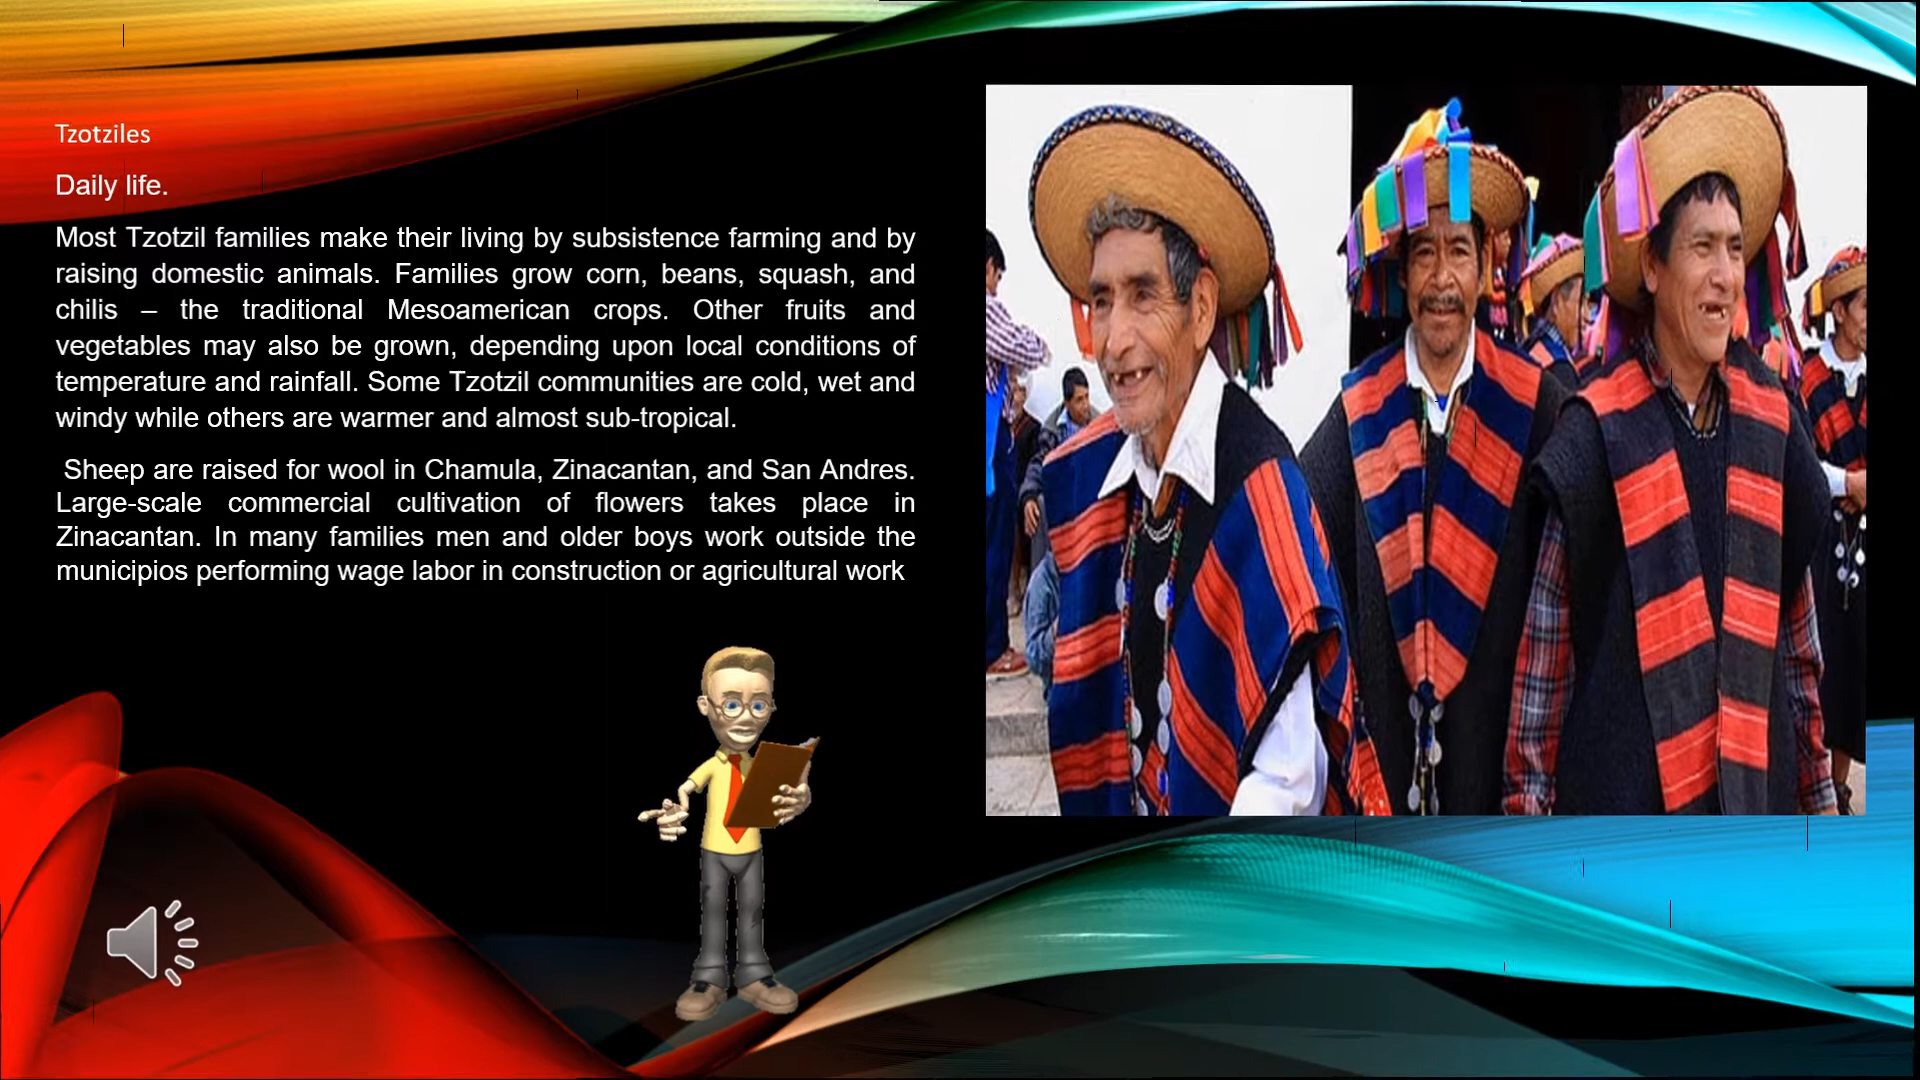 Tzotziles
Daily life.
Most Tzotzil families make their living by subsistence farming and by
raising domestic animals. Families grow corn, beans, squash, and
chilis – the traditional Mesoamerican crops. Other fruits and
vegetables may also be grown, depending upon local conditions of
temperature and rainfall. Some Tzotzil communities are cold, wet and
windy while others are warmer and almost sub-tropical.
Sheep are raised for wool in Chamula, Zinacantan, and San Andres.
Large-scale commercial cultivation of flowers takes place in
Zinacantan. In many families men and older boys work outside the
municipios performing wage labor in construction or agricultural work